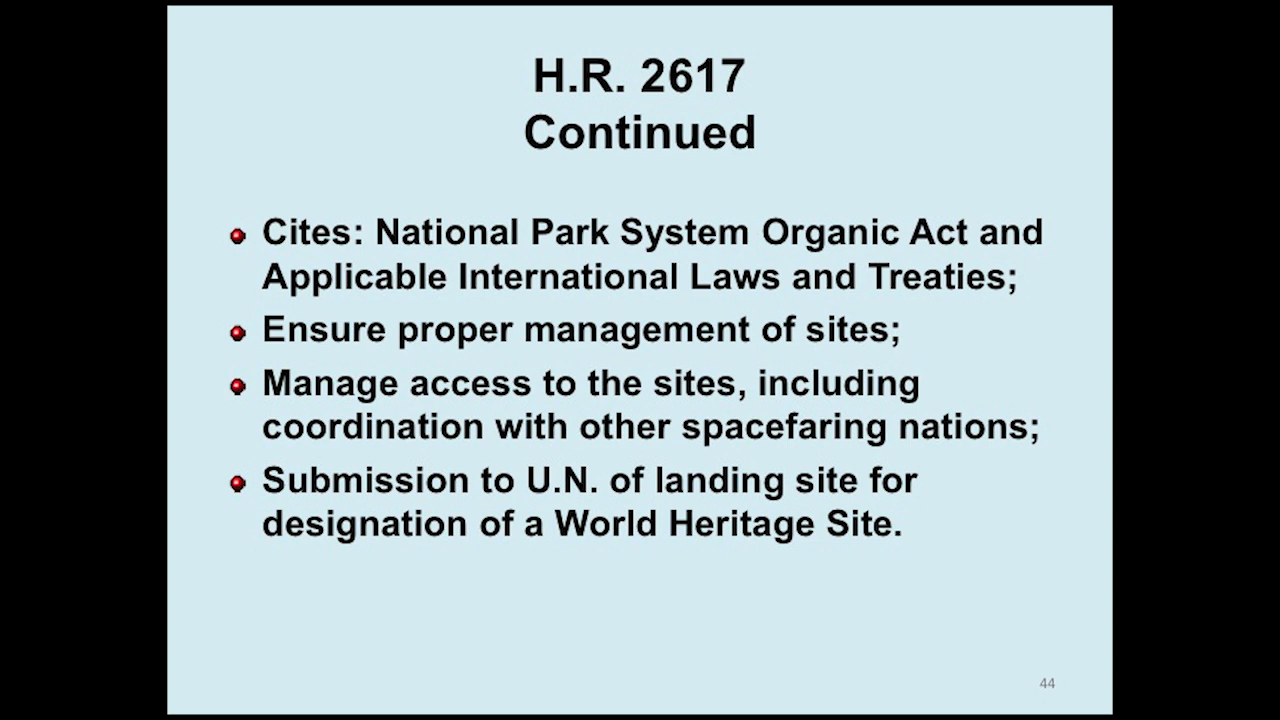 H.R. 2617
Continued
Cites: National Park System Organic Act and
Applicable International Laws and Treaties;
Ensure proper management of sites;
Manage access to the sites, including
coordination with other spacefaring nations;
Submission to U.N. of landing site for
designation of a World Heritage Site.
44